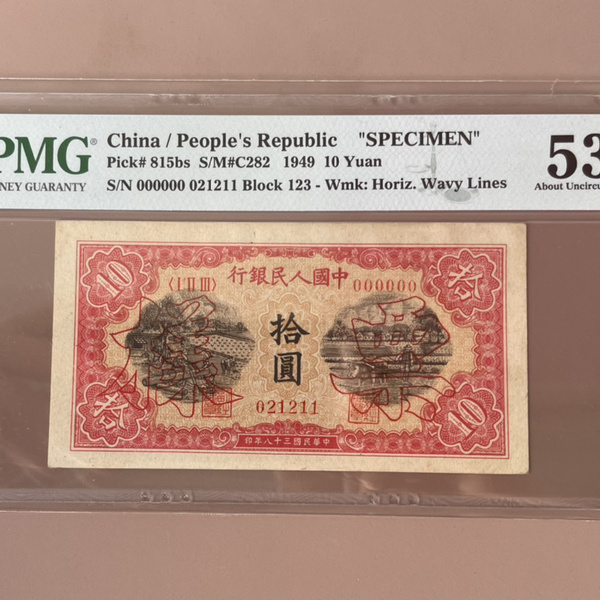 PMG®
NEY GUARANTY
China / People's Republic "SPECIMEN"
Pick# 815bs S/M#C282 1949 10 Yuan
S/N 000000 021211 Block 123 - Wmk: Horiz. Wavy Lines
53
About Uncircu
行銀民人國中
10
拾
〈I II III〉
000000
拾圓
021211
拾
10
印年八十三國民華中